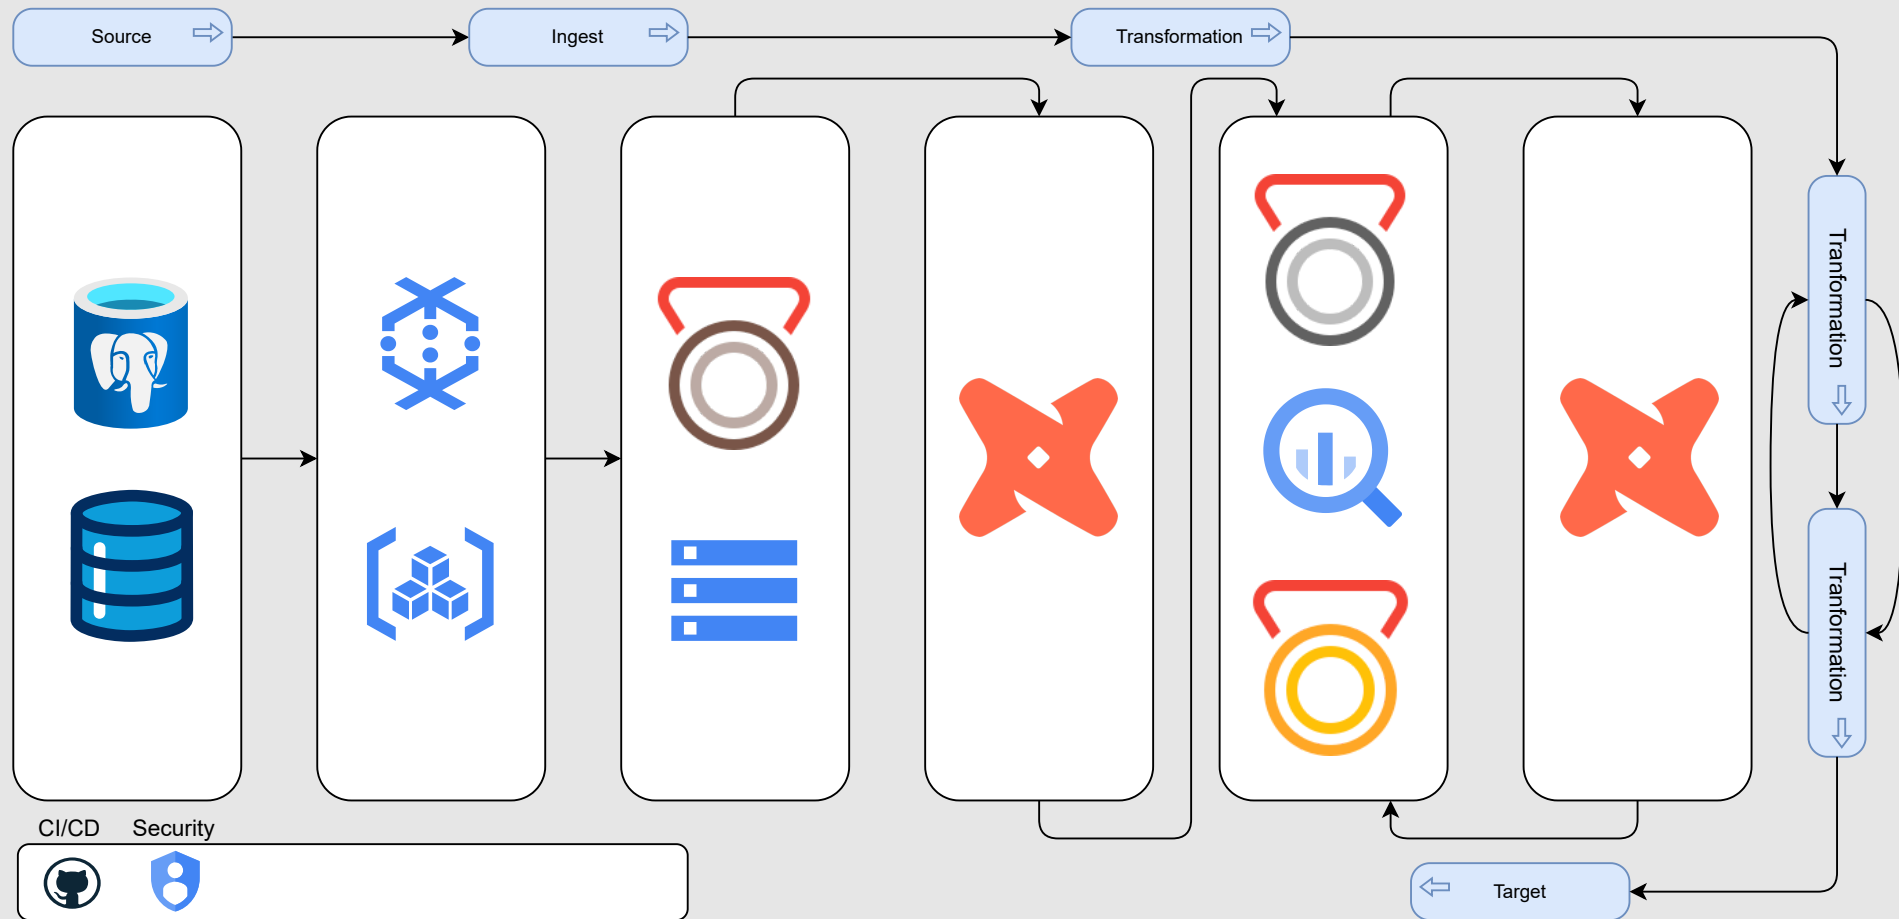 Source
Ingest
Transformation
Tranformation
Tranformation
CI/CD
Security
Target